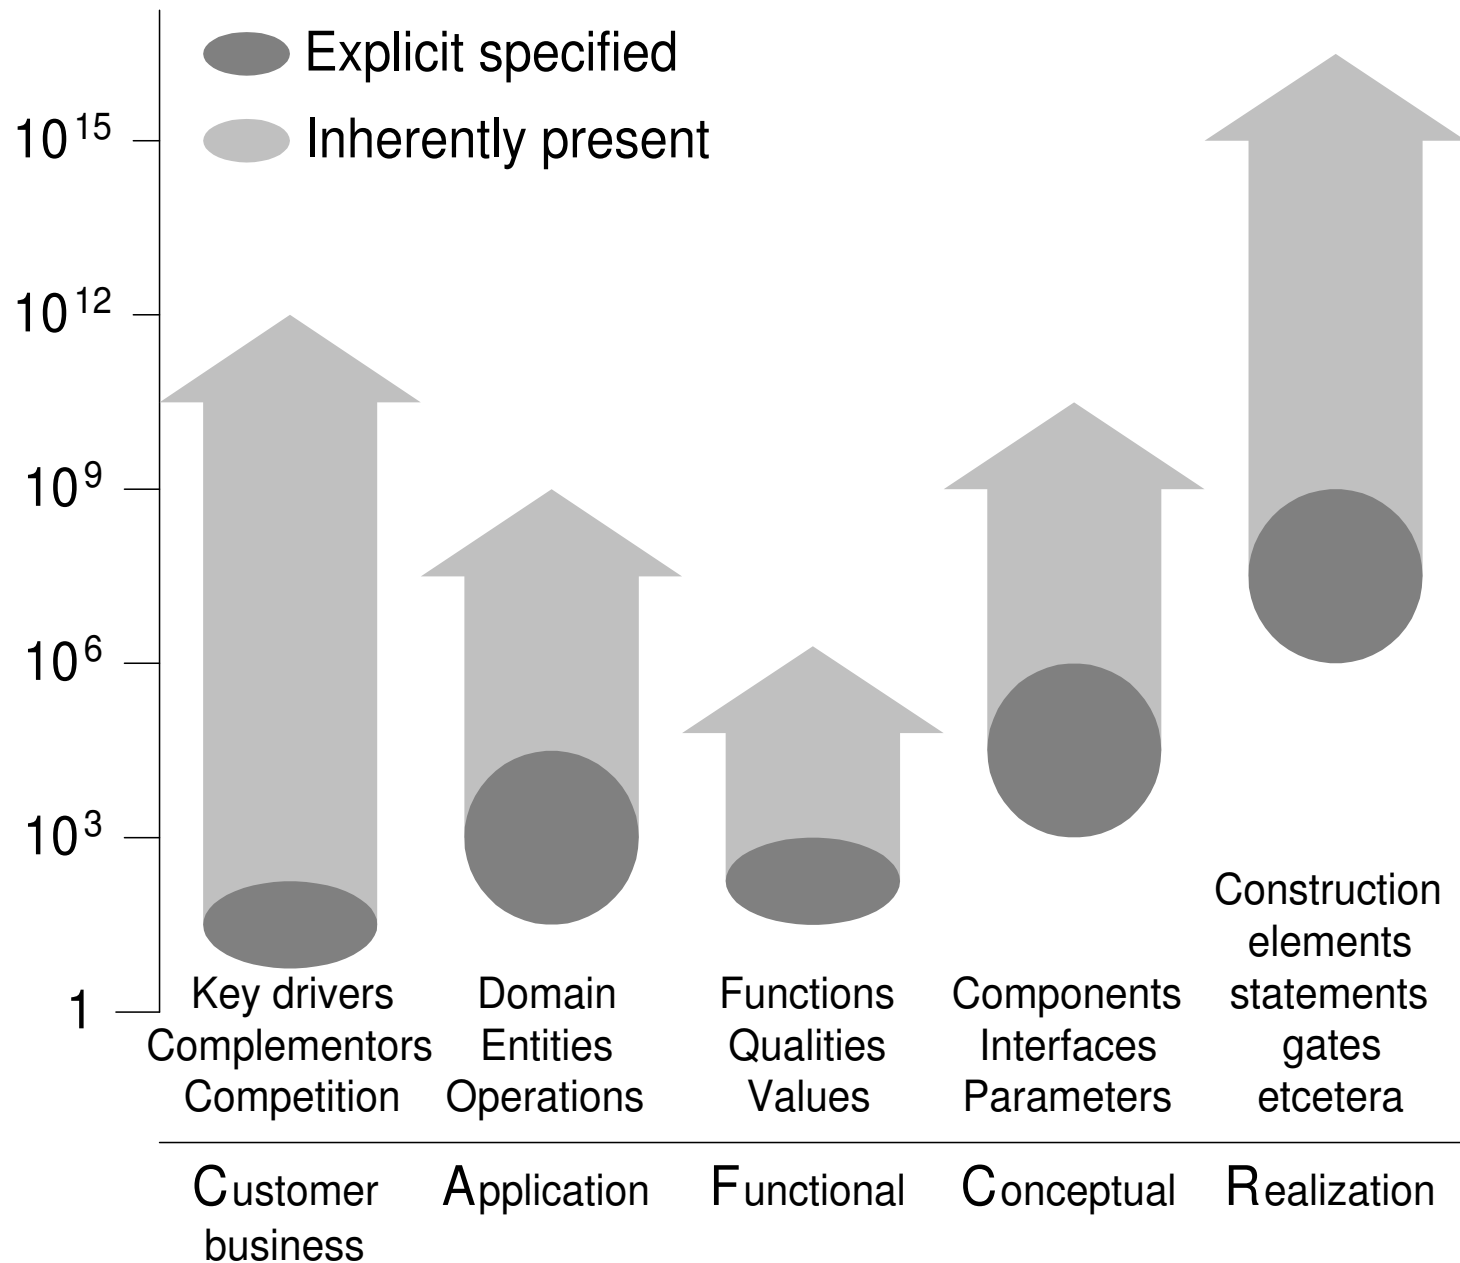 Explicit specified
Inherently present
10^15
10^12
10^9
10^6
10^3
1
Key drivers
Complementors
Competition
Domain
Entities
Operations
Functions
Qualities
Values
Components
Interfaces
Parameters
Construction
elements
statements
gates
etcetera
Customer
business
Application
Functional
Conceptual
Realization